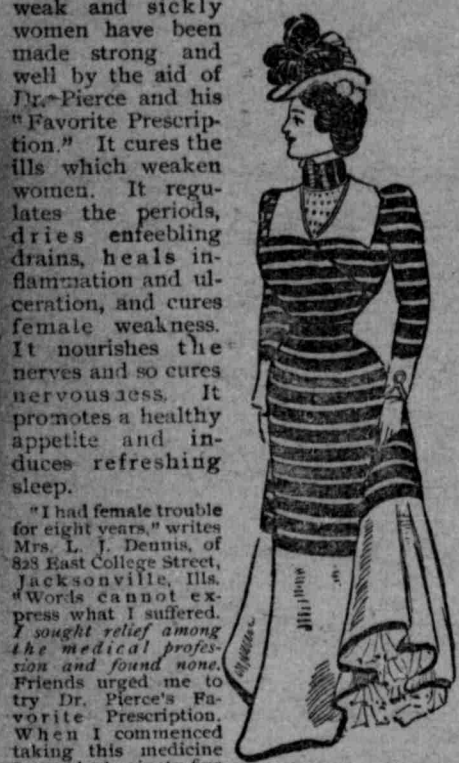 weak and sickly
women have been
made strong and
well by the aid of
Dr. Pierce and his
"Favorite Prescrip-
tion." It cures the
ills which weaken
women. It regu-
lates the periods,
dries enfeebling
drains, heals in-
flammation and ul-
ceration, and cures
female weakness.
It nourishes the
nerves and so cures
nervousness. It
promotes a healthy
appetite and in-
duces refreshing
sleep.
"I had female trouble
for eight years," writes
Mrs. L. J. Dennis, of
828 East College Street,
Jacksonville, Ills.
"Words cannot ex-
press what I suffered.
I sought relief among
the medical profes-
sion and found none.
Friends urged me to
try Dr. Pierce's Fa-
vorite Prescription.
When I commenced
taking this medicine